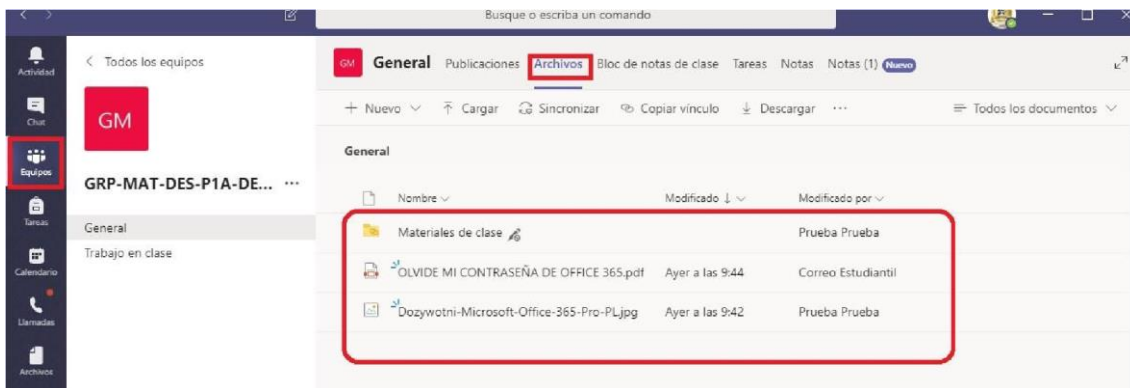 Busque o escriba un comando
Actividad
Chat
Equipos
Tareas
Calendario
Llamadas
Archivos
Todos los equipos
GM
GRP-MAT-DES-P1A-DE... ...
General
Trabajo en clase
GM General Publicaciones Archivos Bloc de notas de clase Tareas Notas Notas (1) Nuevo
+ Nuevo Cargar Sincronizar Copiar vínculo Descargar ... Todos los documentos
General
Nombre Modificado Modificado por
Materiales de clase Prueba Prueba
OLVIDE MI CONTRASEÑA DE OFFICE 365.pdf Ayer a las 9:44 Correo Estudiantil
Dozywotni-Microsoft-Office-365-Pro-PL.jpg Ayer a las 9:42 Prueba Prueba